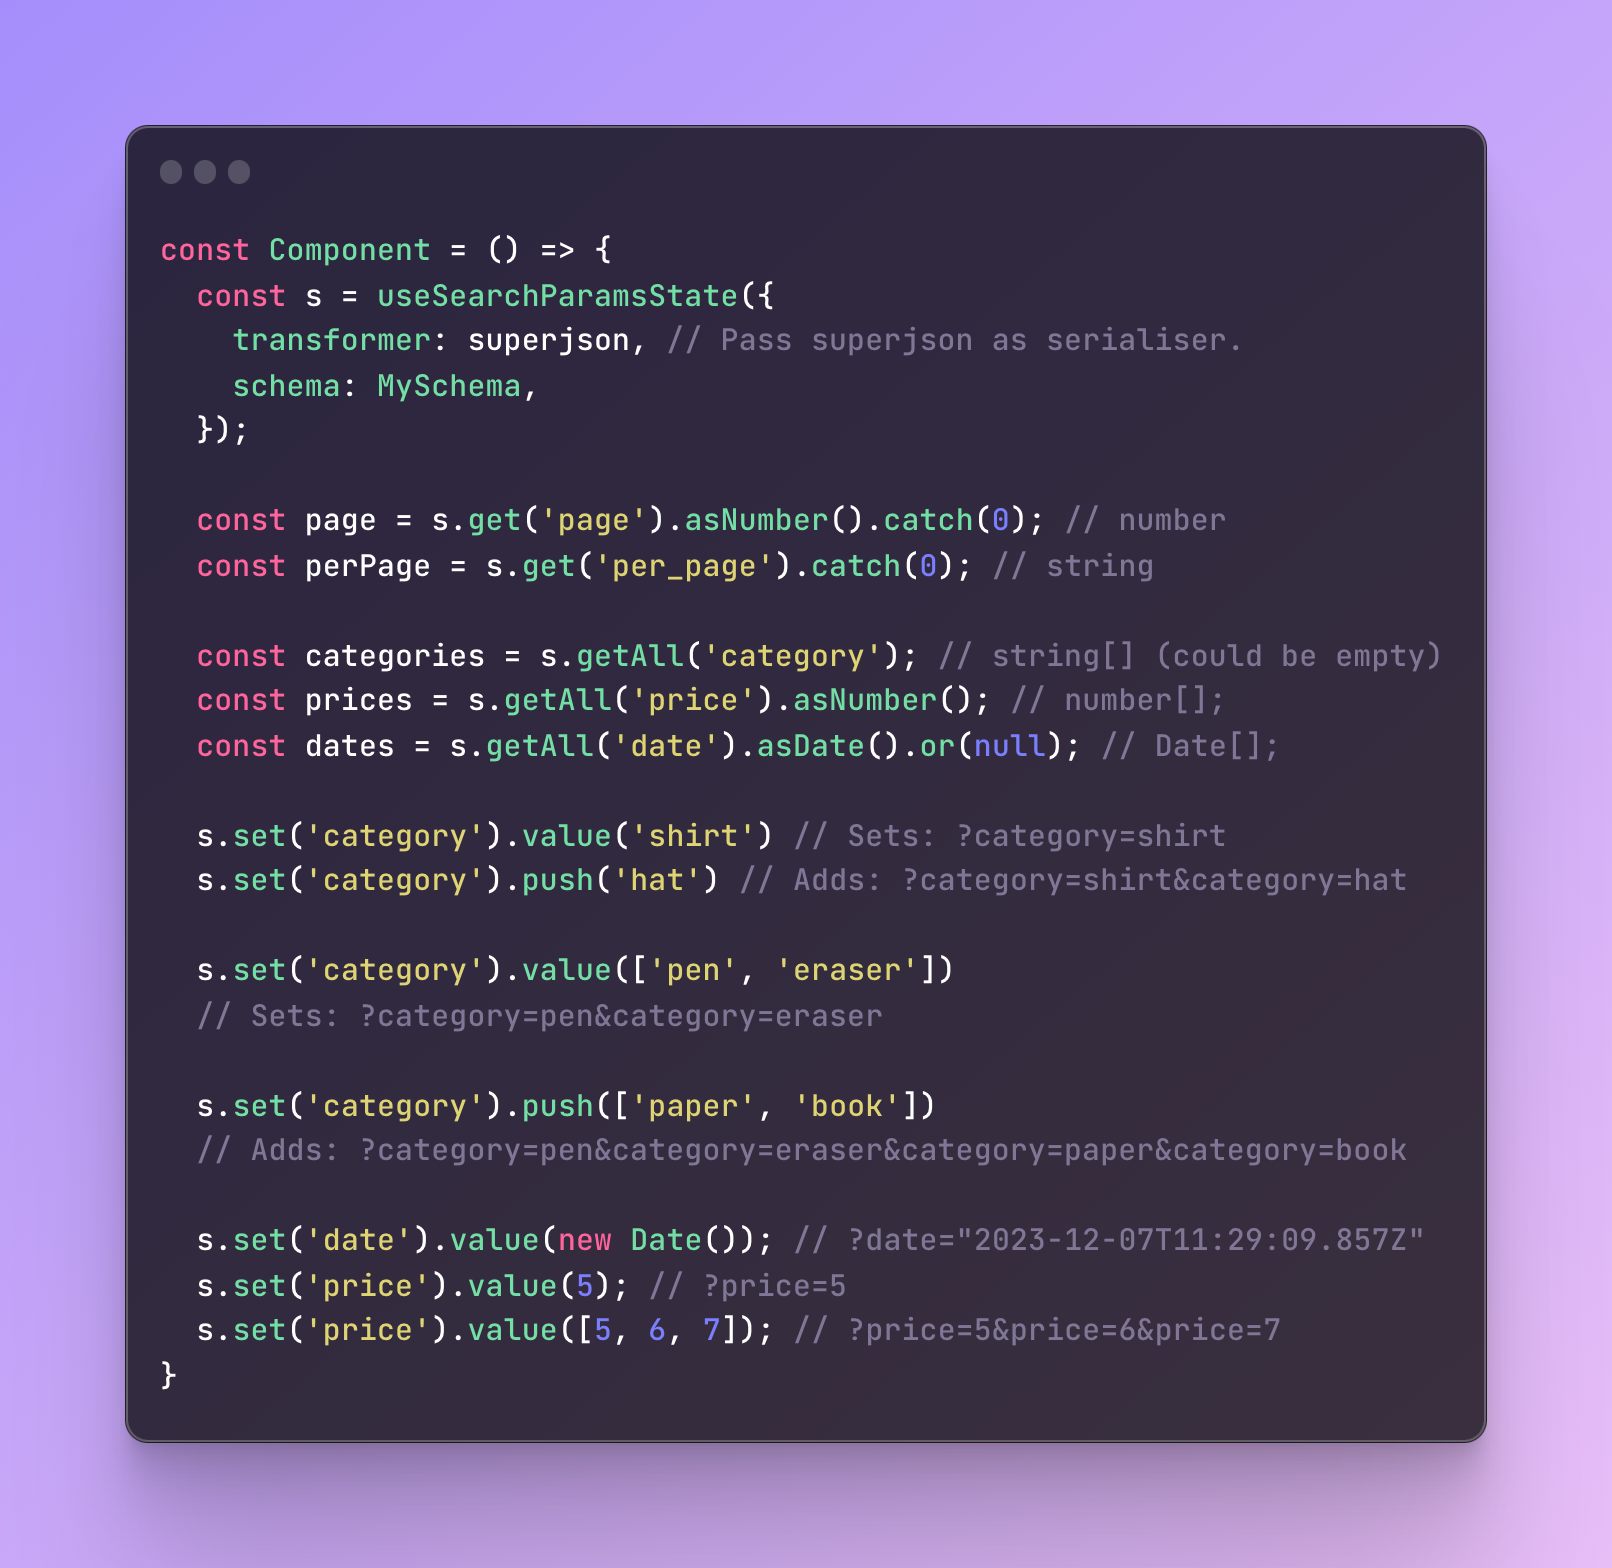 const Component = () => {
  const s = useSearchParamsState({
    transformer: superjson, // Pass superjson as serialiser.
    schema: MySchema,
  });

  const page = s.get('page').asNumber().catch(0); // number
  const perPage = s.get('per_page').catch(0); // string

  const categories = s.getAll('category'); // string[] (could be empty)
  const prices = s.getAll('price').asNumber(); // number[];
  const dates = s.getAll('date').asDate().or(null); // Date[];

  s.set('category').value('shirt') // Sets: ?category=shirt
  s.set('category').push('hat') // Adds: ?category=shirt&category=hat

  s.set('category').value(['pen', 'eraser'])
  // Sets: ?category=pen&category=eraser

  s.set('category').push(['paper', 'book'])
  // Adds: ?category=pen&category=eraser&category=paper&category=book

  s.set('date').value(new Date()); // ?date="2023-12-07T11:29:09.857Z"
  s.set('price').value(5); // ?price=5
  s.set('price').value([5, 6, 7]); // ?price=5&price=6&price=7
}